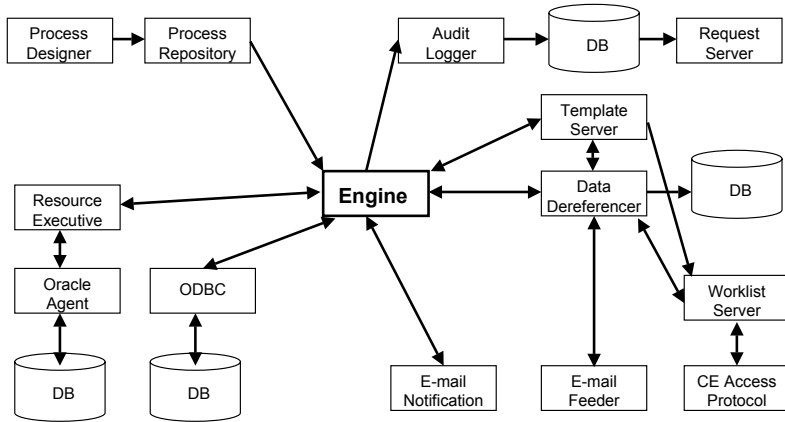 Process
Designer
Process
Repository
Audit
Logger
DB
Request
Server
Template
Server
Engine
Data
Dereferencer
DB
Resource
Executive
Oracle
Agent
ODBC
Worklist
Server
DB
DB
E-mail
Notification
E-mail
Feeder
CE Access
Protocol